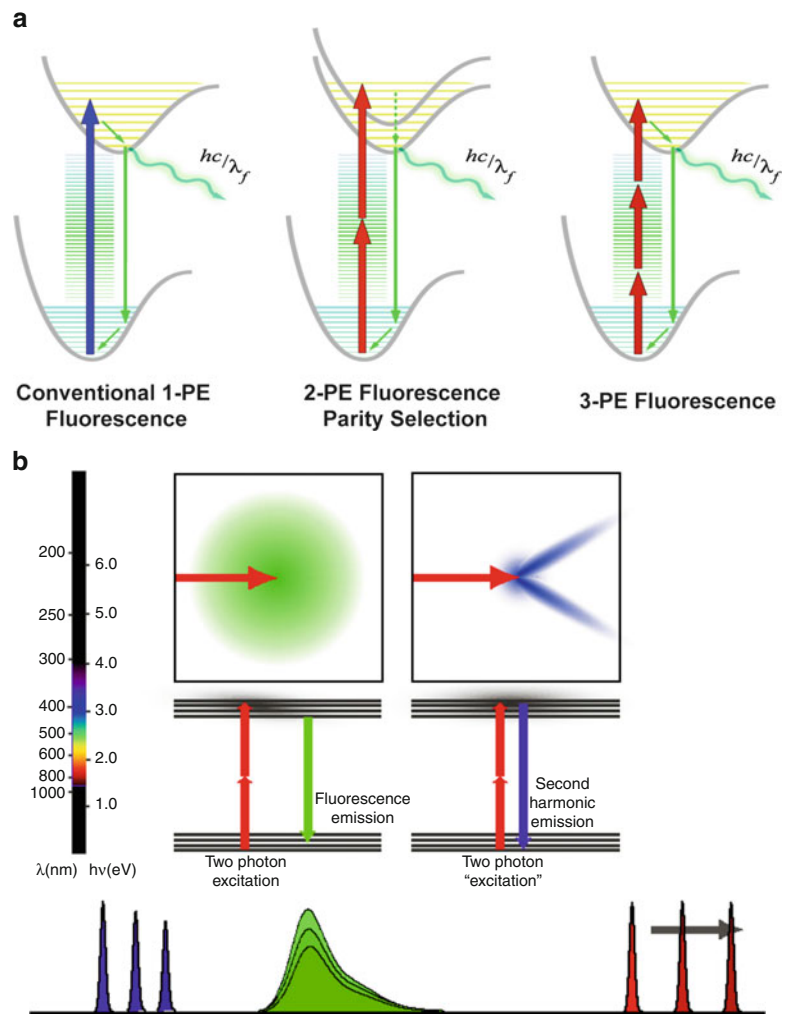 a
hc/λf
hc/λf
hc/λf
Conventional 1-PE
Fluorescence
2-PE Fluorescence
Parity Selection
3-PE Fluorescence
b
200
250
300
400
500
600
800
1000
6.0
5.0
4.0
3.0
2.0
1.0
λ(nm) hν(eV)
Fluorescence
emission
Two photon
excitation
Second
harmonic
emission
Two photon
“excitation”